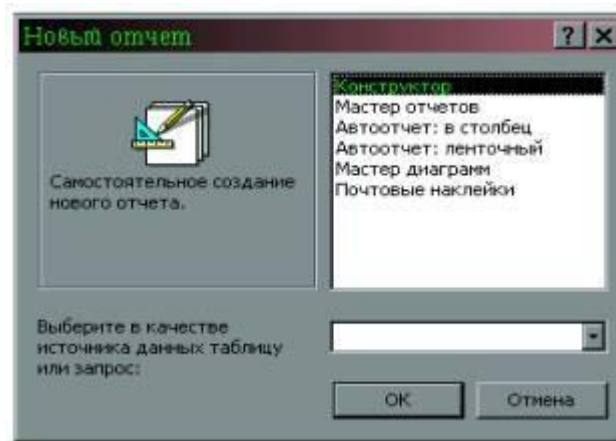 Новый отчет
Конструктор
Мастер отчетов
Автоотчет: в столбец
Автоотчет: ленточный
Мастер диаграмм
Почтовые наклейки
Самостоятельное создание
нового отчета.
Выберите в качестве
источника данных таблицу
или запрос:
OK
Отмена